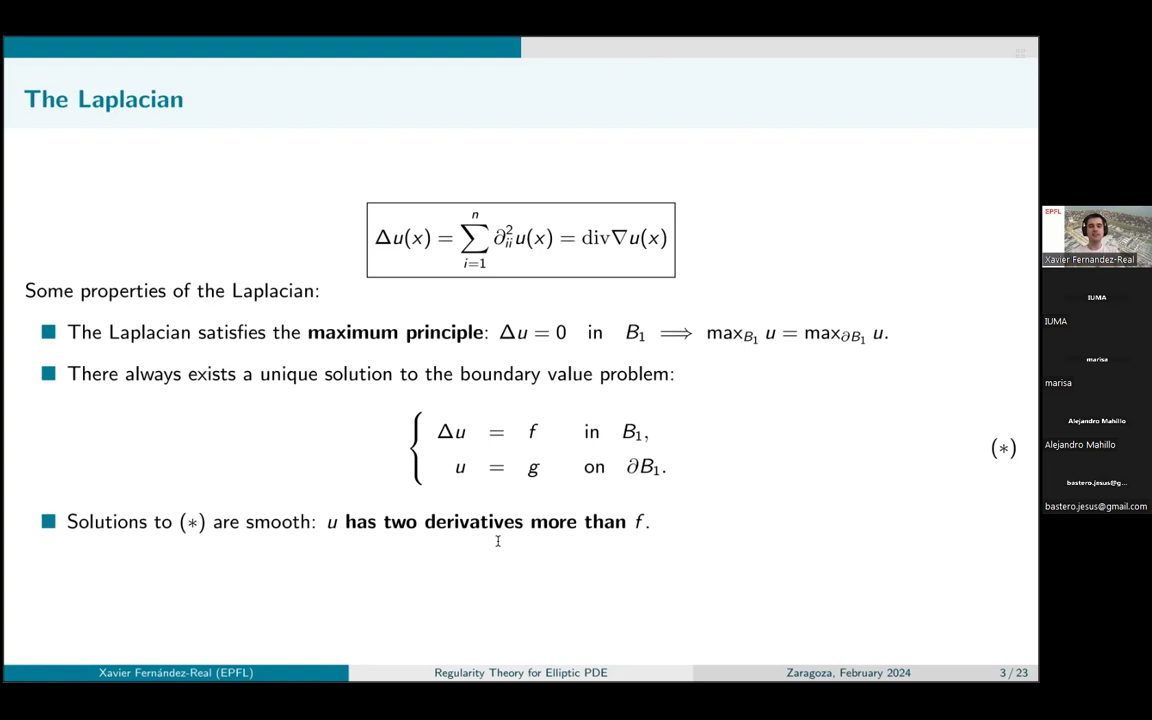 The Laplacian
Δu(x) = ∑_{i=1}^{n} ∂²_{ii}u(x) = div∇u(x)
Some properties of the Laplacian:
The Laplacian satisfies the maximum principle: Δu = 0 in B₁ ⟹ max_{B₁} u = max_{∂B₁} u.
There always exists a unique solution to the boundary value problem:
Δu = f in B₁,
u = g on ∂B₁.
(∗)
Solutions to (∗) are smooth: u has two derivatives more than f.
Xavier Fernández-Real (EPFL) Regularity Theory for Elliptic PDE Zaragoza, February 2024 3 / 23
EPFL
Xavier Fernandez-Real
IUMA
IUMA
marisa
marisa
Alejandro Mahillo
Alejandro Mahillo
bastero.jesus@g...
bastero.jesus@gmail.com